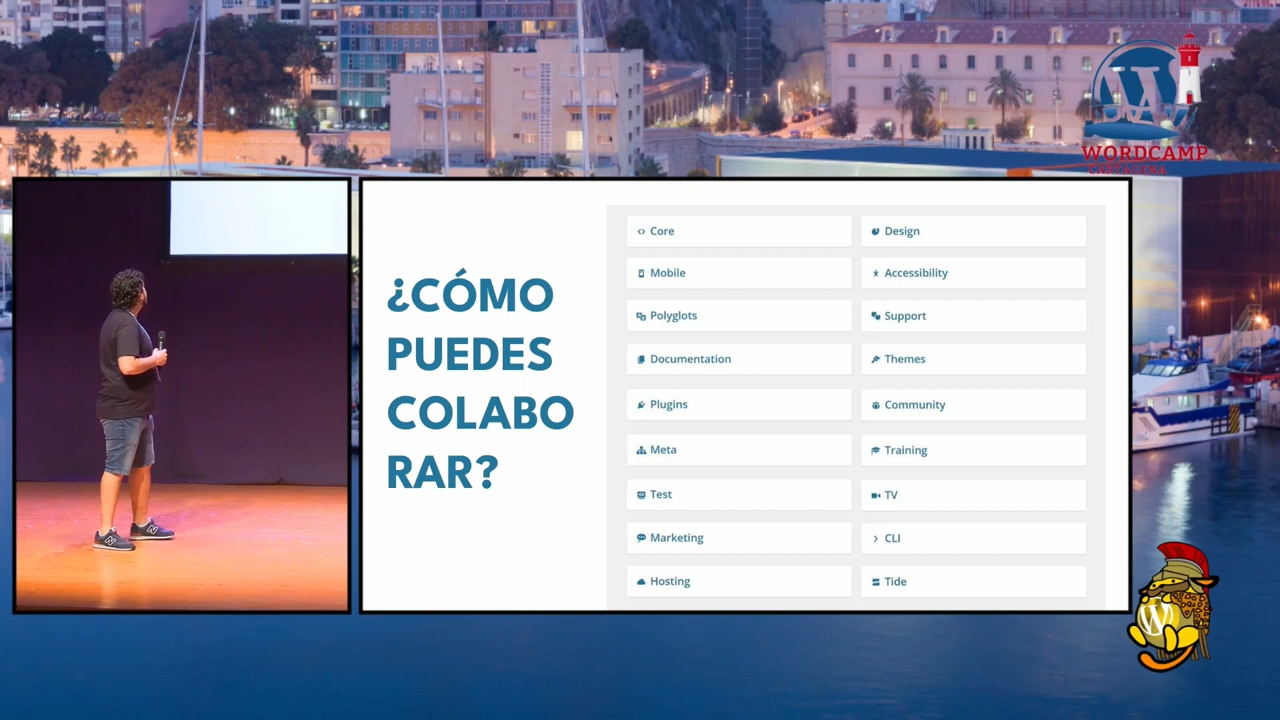 WORDCAMP
CARTAGENA
¿CÓMO
PUEDES
COLABO
RAR?
Core
Design
Mobile
Accessibility
Polyglots
Support
Documentation
Themes
Plugins
Community
Meta
Training
Test
TV
Marketing
CLI
Hosting
Tide